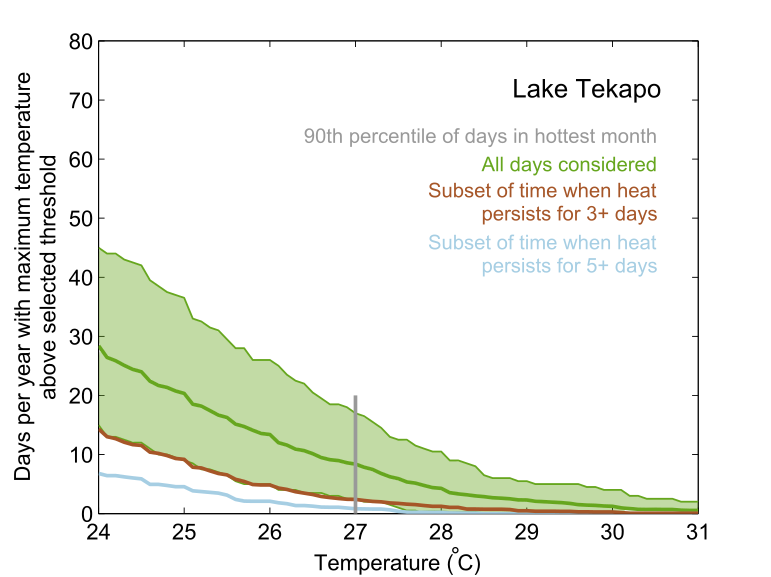 Lake Tekapo
90th percentile of days in hottest month
All days considered
Subset of time when heat
persists for 3+ days
Subset of time when heat
persists for 5+ days
Days per year with maximum temperature
above selected threshold
80
70
60
50
40
30
20
10
0
24
25
26
27
28
29
30
31
Temperature (°C)